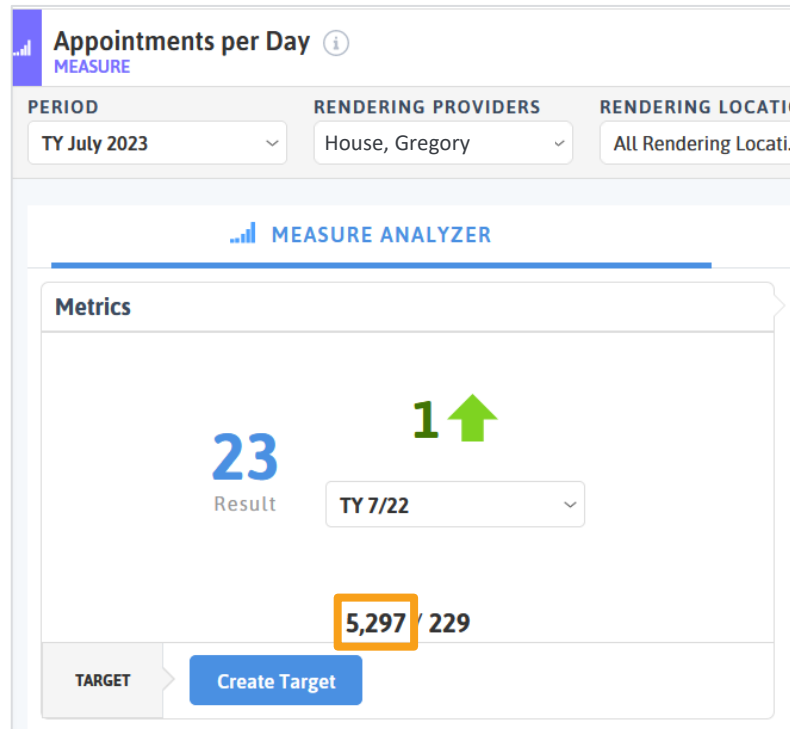 Appointments per Day i
MEASURE
PERIOD RENDERING PROVIDERS RENDERING LOCATI
TY July 2023 House, Gregory All Rendering Locati.
MEASURE ANALYZER
Metrics
1
23
Result
TY 7/22
5,297 / 229
TARGET Create Target